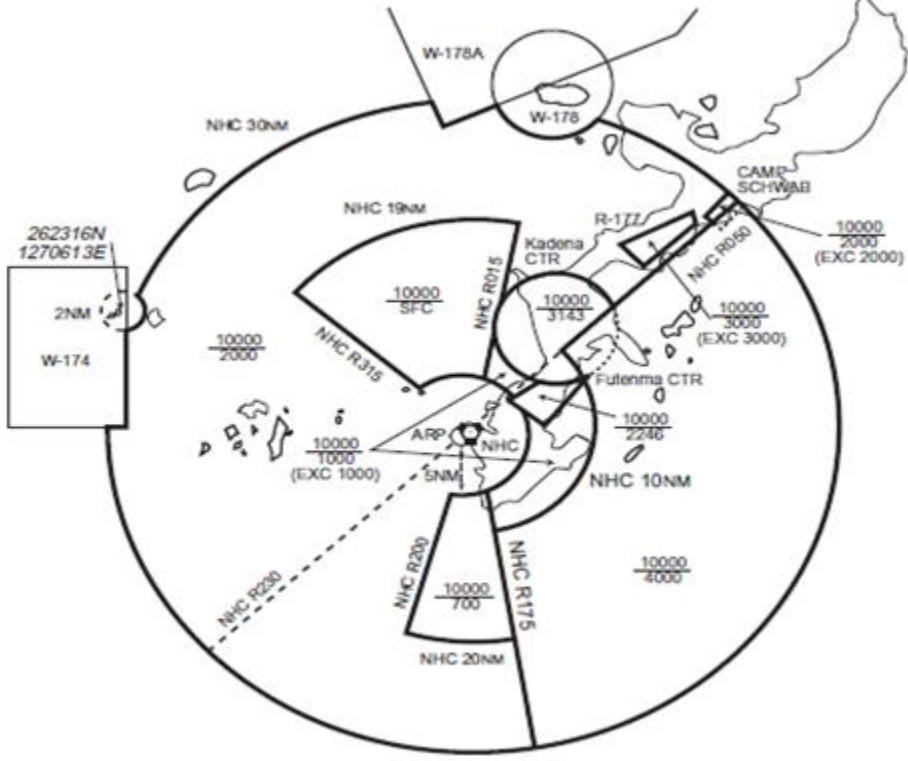 W-178A
W-178
NHC 30NM
CAMP
SCHWAB
NHC 19NM
R-177
262316N
1270613E
Kadena
CTR
10000
2000
(EXC 2000)
NHC R050
NHC R015
10000
SFC
10000
3143
2NM
10000
3000
(EXC 3000)
W-174
10000
2000
NHC R315
Futenma CTR
10000
2246
ARP
NHC
10000
1000
(EXC 1000)
5NM
NHC 10NM
NHC R200
NHC R175
NHC R230
10000
700
10000
4000
NHC 20NM